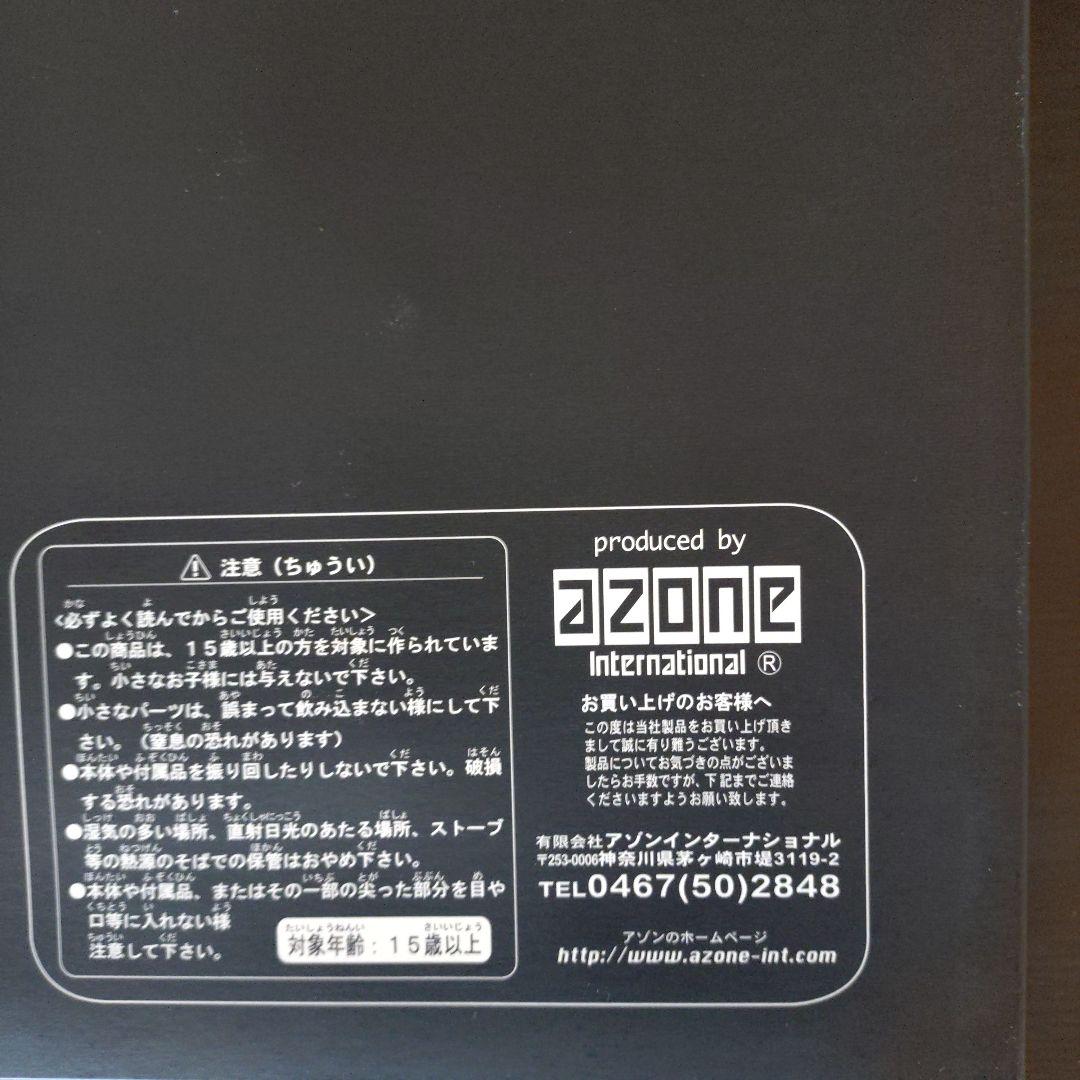 ⚠ 注意（ちゅうい）
<必ずよく読んでからご使用ください>
●この商品は、１５歳以上の方を対象に作られていま
す。小さなお子様には与えないで下さい。
●小さなパーツは、誤まって飲み込まない様にして下
さい。（窒息の恐れがあります）
●本体や付属品を振り回したりしないで下さい。破損
する恐れがあります。
●湿気の多い場所、直射日光のあたる場所、ストーブ
等の熱源のそばでの保管はおやめ下さい。
●本体や付属品、またはその一部の尖った部分を目や
口等に入れない様
注意して下さい。
対象年齢：１５歳以上
produced by
azone
International ®
お買い上げのお客様へ
この度は当社製品をお買い上げ頂き
まして誠に有り難うございます。
製品についてお気づきの点がございま
したらお手数ですが、下記までご連絡
くださいますようお願い致します。
有限会社アゾンインターナショナル
〒253-0006神奈川県茅ヶ崎市堤3119-2
TEL0467(50)2848
アゾンのホームページ
http://www.azone-int.com